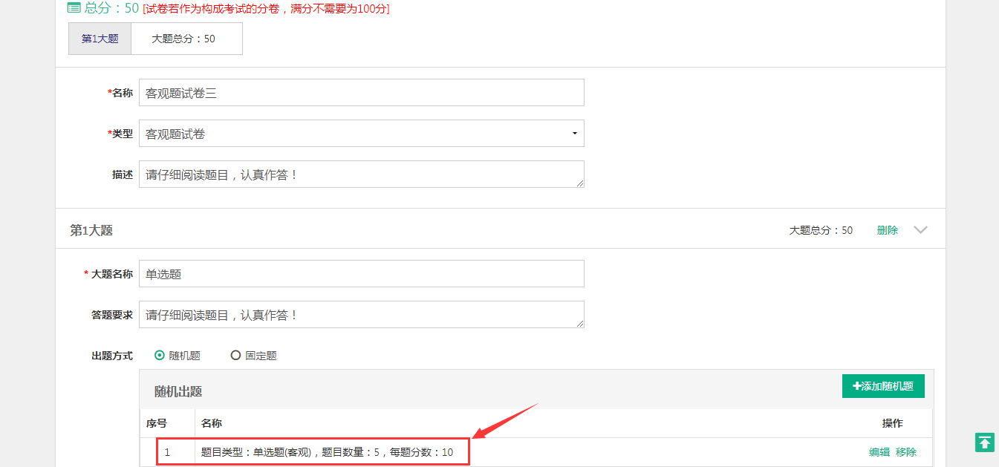 总分：50 [试卷若作为构成考试的分卷，满分不需要为100分]
第1大题 大题总分：50
*名称 客观题试卷三
*类型 客观题试卷
描述 请仔细阅读题目，认真作答！
第1大题 大题总分：50 删除
* 大题名称 单选题
答题要求 请仔细阅读题目，认真作答！
出题方式 随机题 固定题
随机出题 +添加随机题
序号 名称 操作
1 题目类型：单选题(客观)，题目数量：5，每题分数：10 编辑 移除